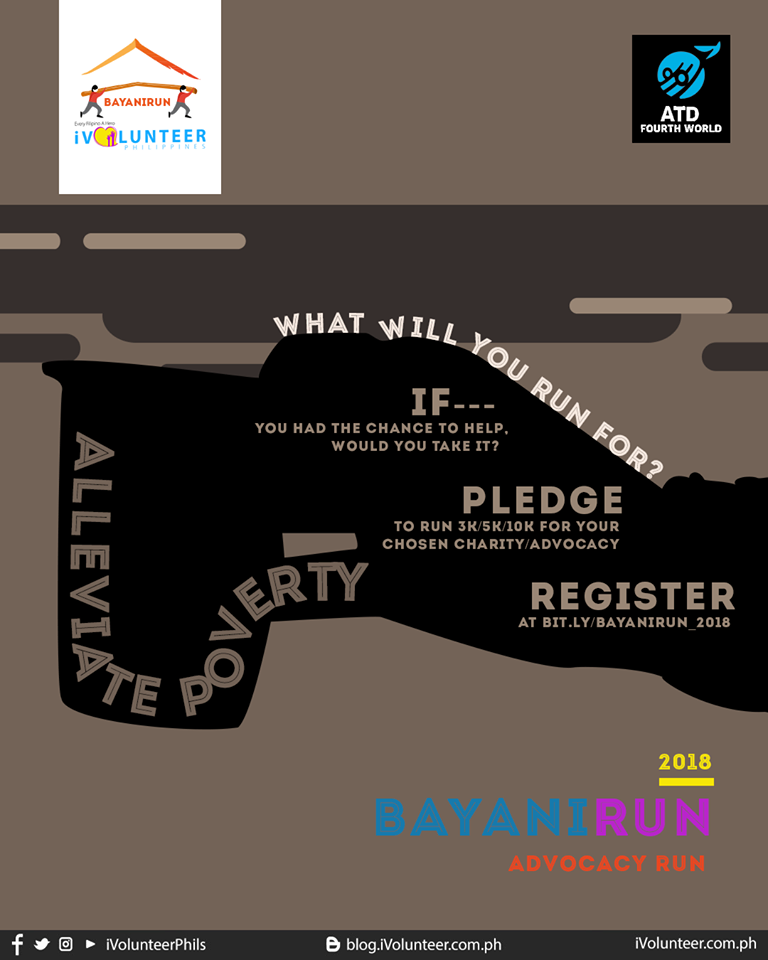 BAYANIRUN
Every Filipino A Hero
iVOLUNTEER
PHILIPPINES
ATD
FOURTH WORLD
WHAT WILL YOU RUN FOR?
IF---
YOU HAD THE CHANCE TO HELP,
WOULD YOU TAKE IT?
ALLEVIATE POVERTY
PLEDGE
TO RUN 3K/5K/10K FOR YOUR
CHOSEN CHARITY/ADVOCACY
REGISTER
AT BIT.LY/BAYANIRUN_2018
2018
BAYANIRUN
ADVOCACY RUN
iVolunteerPhils
blog.iVolunteer.com.ph
iVolunteer.com.ph